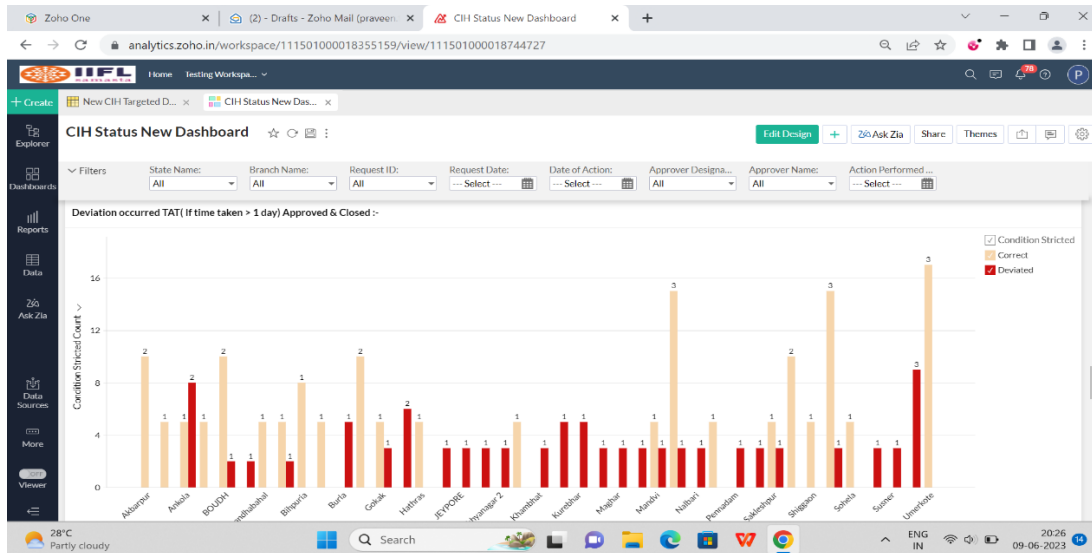 Zoho One
(2) - Drafts - Zoho Mail (praveen.
CIH Status New Dashboard
analytics.zoho.in/workspace/111501000018355159/view/111501000018744727
IIFL
samasta
Home
Testing Workspa...
78
P
Create
New CIH Targeted D...
CIH Status New Das...
Explorer
Dashboards
Reports
Data
Ask Zia
Data
Sources
More
OFF
Viewer
CIH Status New Dashboard
Edit Design
Ask Zia
Share
Themes
Filters
State Name:
All
Branch Name:
All
Request ID:
All
Request Date:
--- Select ---
Date of Action:
--- Select ---
Approver Designa...
All
Approver Name:
All
Action Performed ...
--- Select ---
Deviation occurred TAT( If time taken > 1 day) Approved & Closed :-
Condition Stricted
Correct
Deviated
Condition Stricted Count
16
12
8
4
0
2 1 1 2 1 2 1 1 1 1 2 1 1 1 2 1 1 2 1 1 1 1 1 1 1 1 1 1 1 1 1 1 3 1 1 1 1 1 1 2 1 1 3 1 1 1 1 3 3
Akbarpur
Ankola
BOUDH
ndhabahal
Bihpuria
Burla
Gokak
Hathras
JEYPORE
hyanagar 2
Khambhat
Kurebhar
Maghar
Mandvi
Nalbari
Pernadam
Sakleshpur
Shiggaon
Sohela
Susner
Umerkote
28°C
Partly cloudy
Search
ENG
IN
20:26
09-06-2023
14